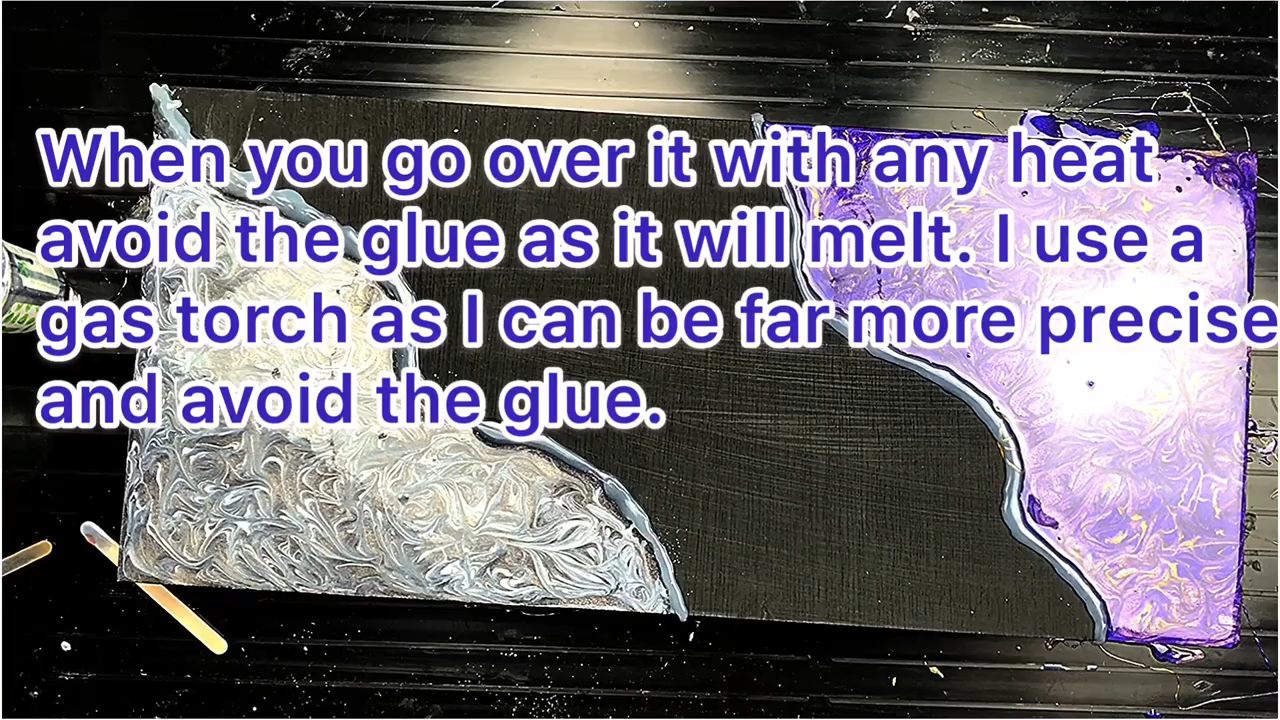 When you go over it with any heat
avoid the glue as it will melt. I use a
gas torch as I can be far more precise
and avoid the glue.